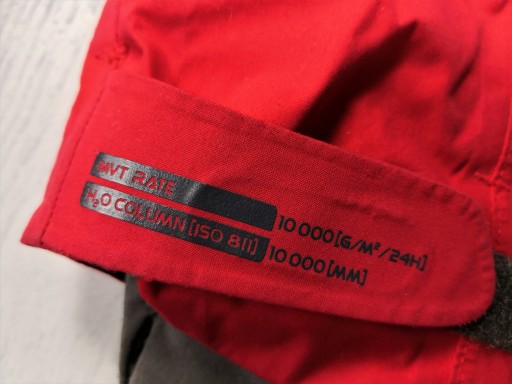 MVT RATE 10 000 [G/M²/24H]
H₂O COLUMN [ISO 811] 10 000 [MM]